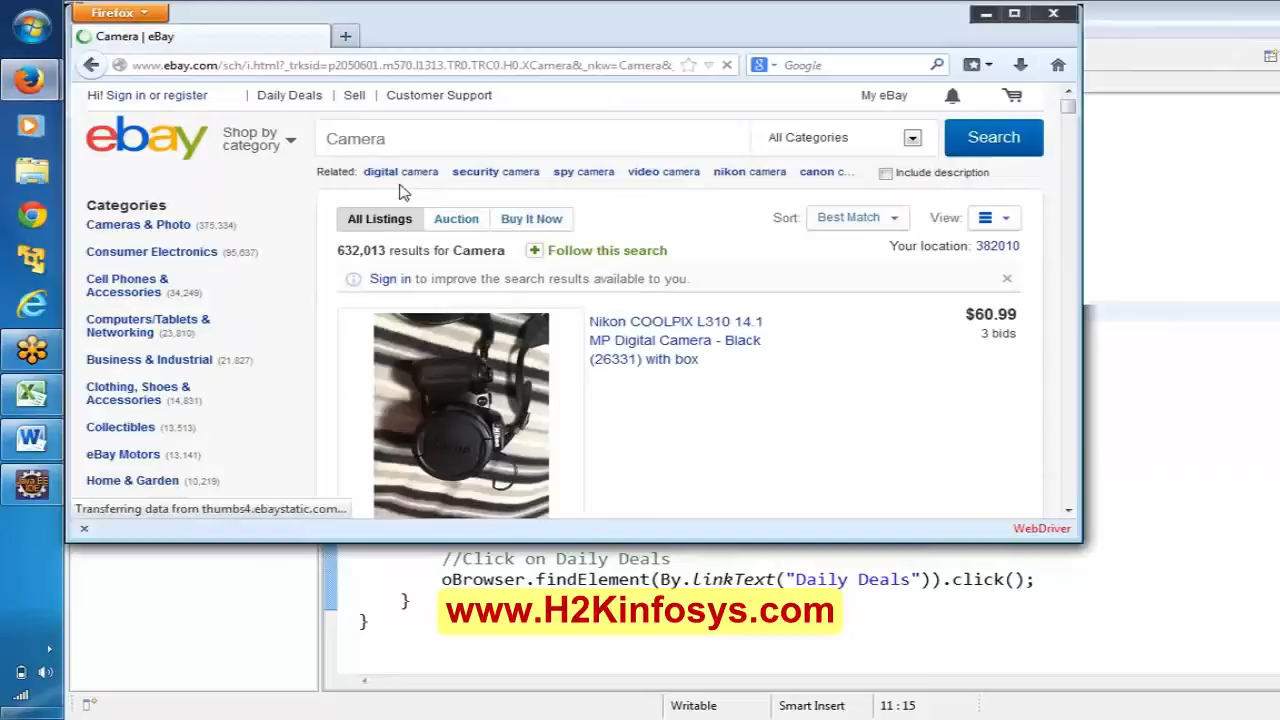 Firefox
Camera | eBay
www.ebay.com/sch/i.html?_trksid=p2050601.m570.l1313.TR0.TRC0.H0.XCamera&_nkw=Camera&_
Google
Hi! Sign in or register | Daily Deals | Sell | Customer Support My eBay
ebay
Shop by category
Camera
All Categories
Search
Related: digital camera security camera spy camera video camera nikon camera canon c...
Include description
Categories
Cameras & Photo (375,334)
Consumer Electronics (95,637)
Cell Phones &
Accessories (34,249)
Computers/Tablets &
Networking (23,810)
Business & Industrial (21,827)
Clothing, Shoes &
Accessories (14,831)
Collectibles (13,513)
eBay Motors (13,141)
Home & Garden (10,219)
All Listings Auction Buy It Now
Sort: Best Match View:
632,013 results for Camera + Follow this search
Your location: 382010
Sign in to improve the search results available to you.
Nikon COOLPIX L310 14.1
MP Digital Camera - Black
(26331) with box
$60.99
3 bids
Transferring data from thumbs4.ebaystatic.com...
WebDriver
//Click on Daily Deals
oBrowser.findElement(By.linkText("Daily Deals")).click();
}
}
www.H2Kinfosys.com
Writable Smart Insert 11 : 15